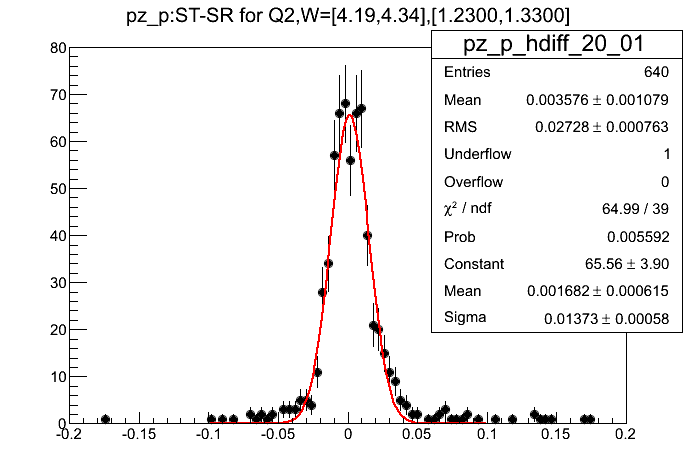 pz_p:ST-SR for Q2,W=[4.19,4.34],[1.2300,1.3300]
pz_p_hdiff_20_01
Entries 640
Mean 0.003576 ± 0.001079
RMS 0.02728 ± 0.000763
Underflow 1
Overflow 0
χ² / ndf 64.99 / 39
Prob 0.005592
Constant 65.56 ± 3.90
Mean 0.001682 ± 0.000615
Sigma 0.01373 ± 0.00058
80
70
60
50
40
30
20
10
0
-0.2 -0.15 -0.1 -0.05 0 0.05 0.1 0.15 0.2